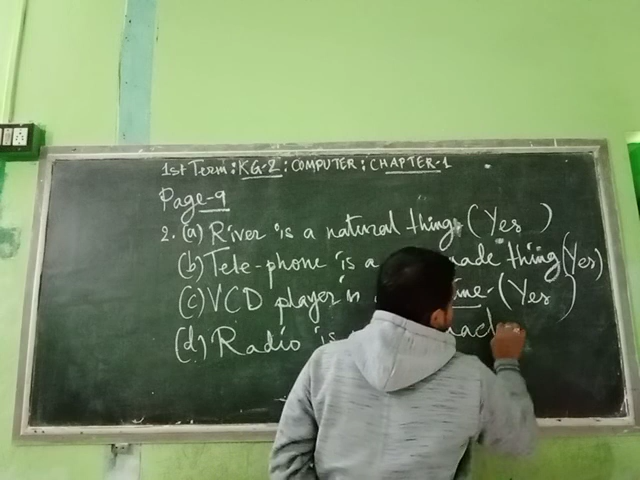 1st Term : KG-2 : COMPUTER : CHAPTER-1
Page-9
2. (a) River is a natural thing. (Yes )
(b) Tele-phone is a made thing (Yes)
(c) VCD player is (Yes )
(d) Radio is